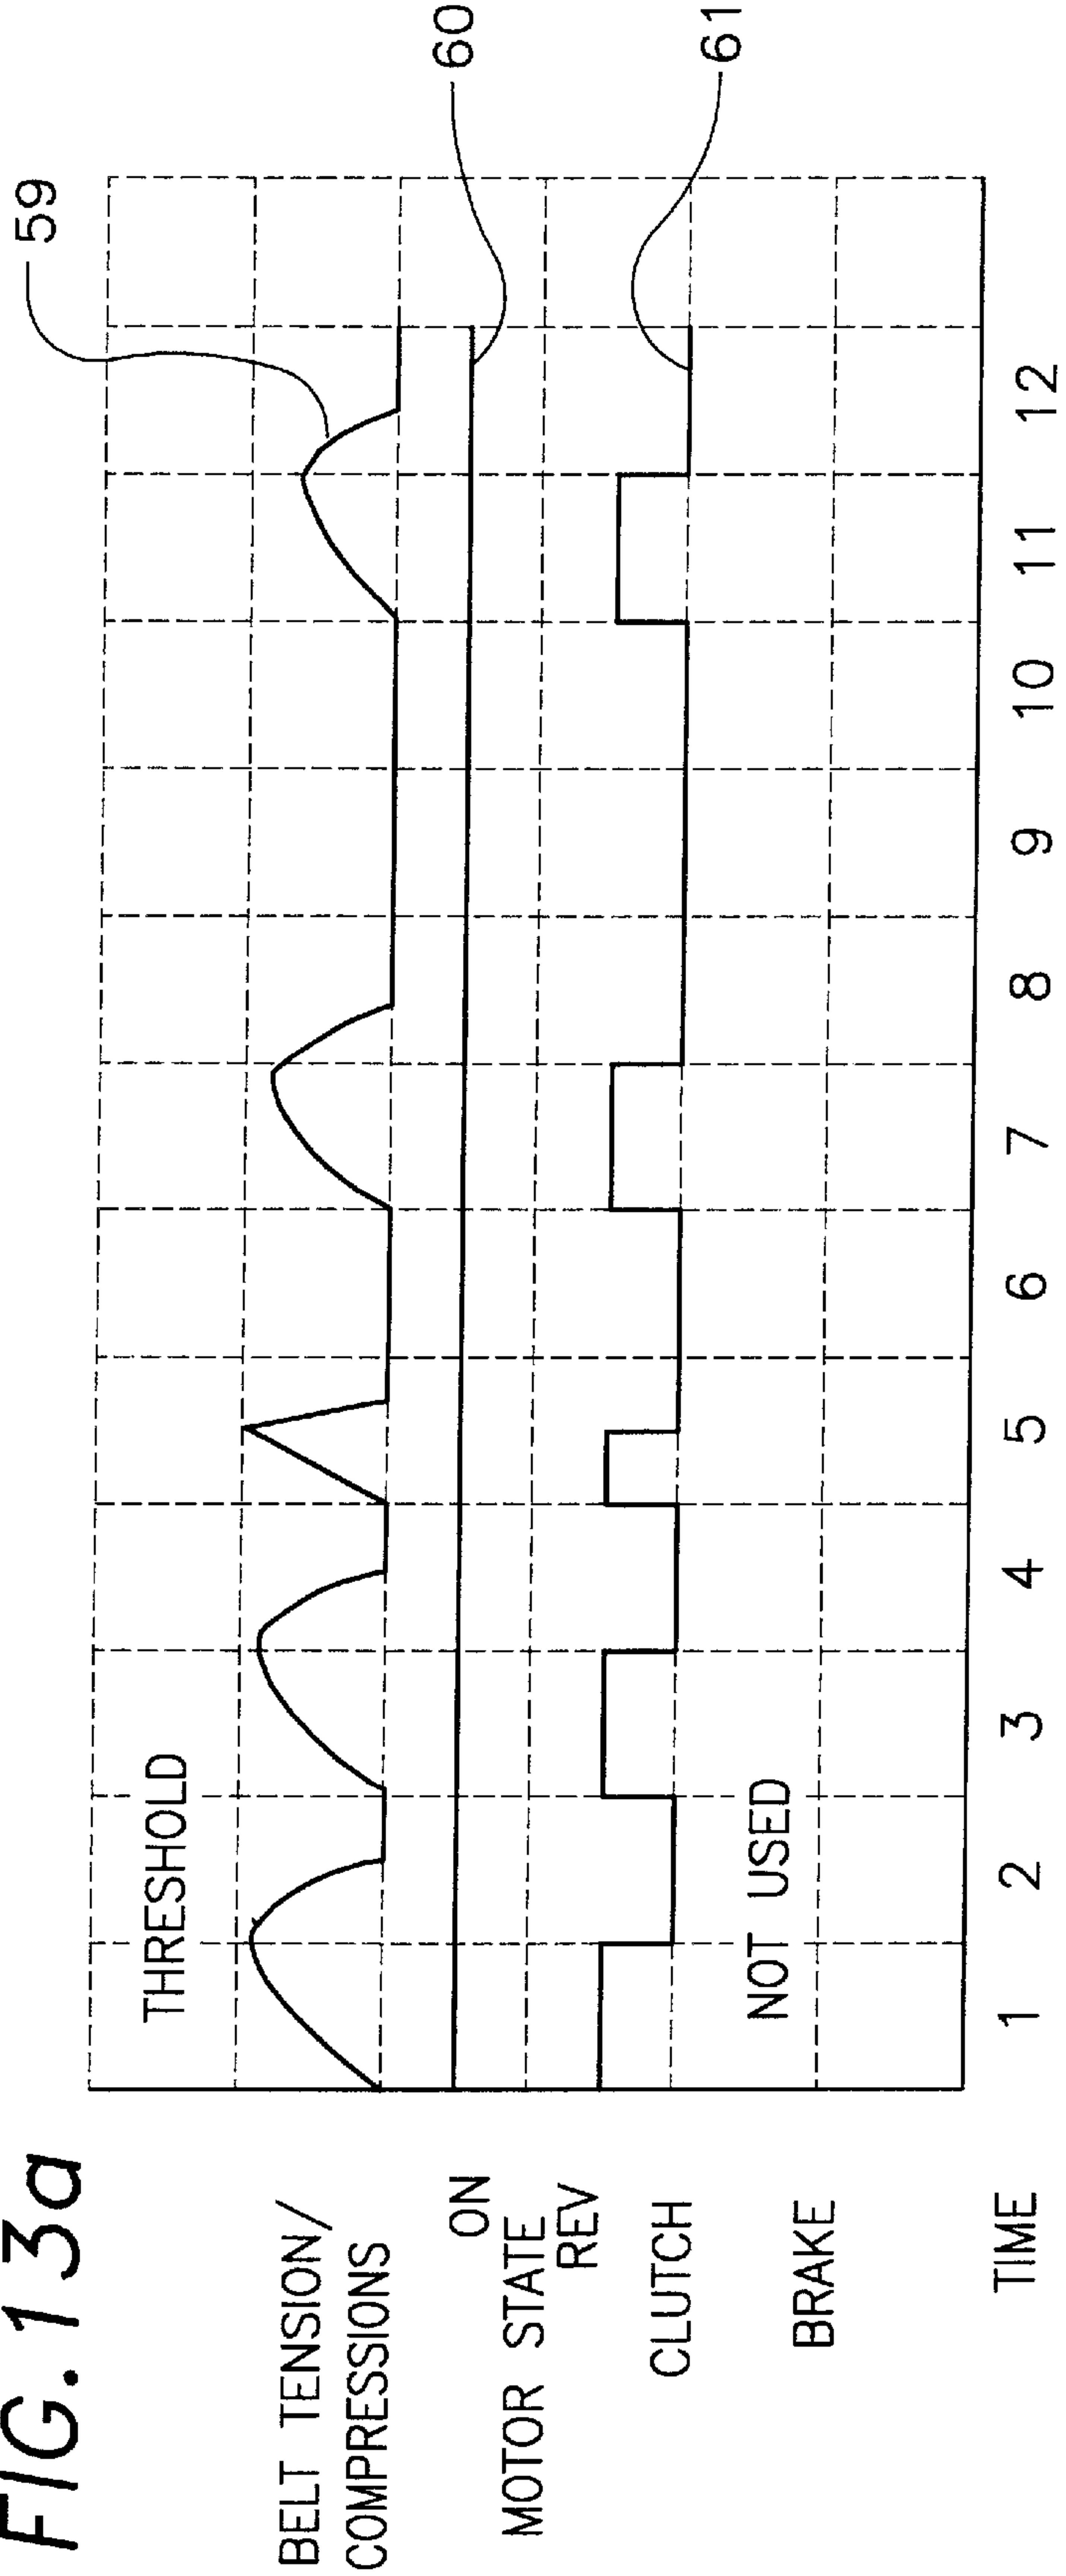 FIG. 13a
59
THRESHOLD
BELT TENSION/
COMPRESSIONS
60
ON
MOTOR STATE
REV
61
CLUTCH
NOT USED
BRAKE
TIME
1 2 3 4 5 6 7 8 9 10 11 12